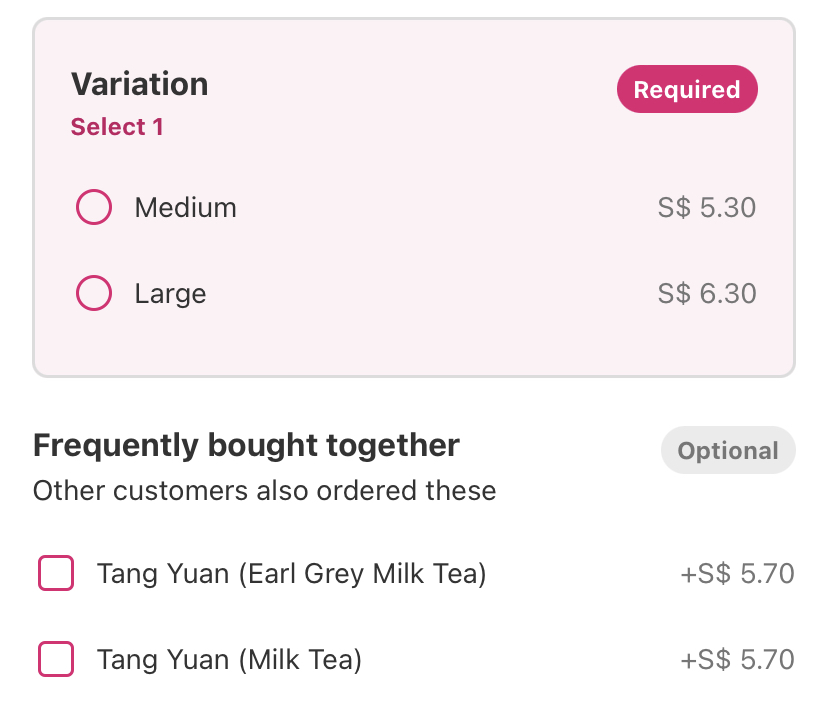 Variation
Required
Select 1
Medium S$ 5.30
Large S$ 6.30
Frequently bought together
Optional
Other customers also ordered these
Tang Yuan (Earl Grey Milk Tea) +S$ 5.70
Tang Yuan (Milk Tea) +S$ 5.70